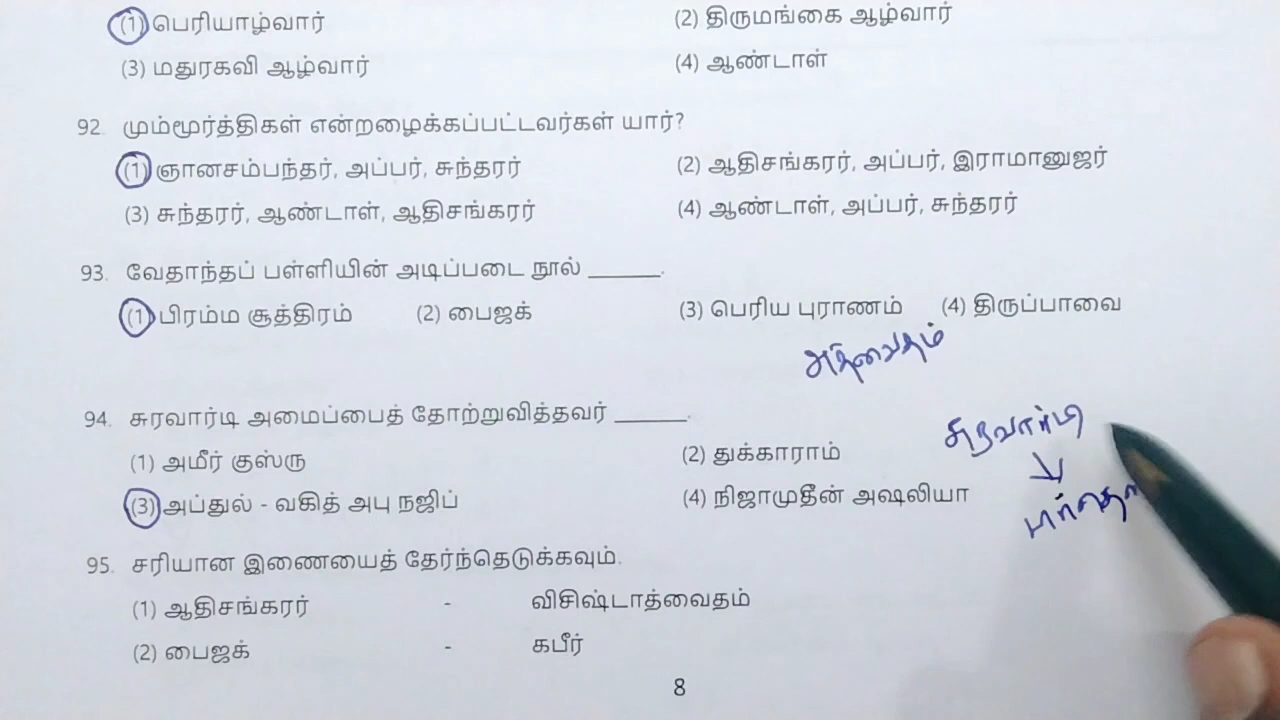 (1) பெரியாழ்வார் (2) திருமங்கை ஆழ்வார்
(3) மதுரகவி ஆழ்வார் (4) ஆண்டாள்
92. மும்மூர்த்திகள் என்றழைக்கப்பட்டவர்கள் யார்?
(1) ஞானசம்பந்தர், அப்பர், சுந்தரர் (2) ஆதிசங்கரர், அப்பர், இராமானுஜர்
(3) சுந்தரர், ஆண்டாள், ஆதிசங்கரர் (4) ஆண்டாள், அப்பர், சுந்தரர்
93. வேதாந்தப் பள்ளியின் அடிப்படை நூல் ______.
(1) பிரம்ம சூத்திரம் (2) பைஜக் (3) பெரிய புராணம் (4) திருப்பாவை
94. சுரவார்டி அமைப்பைத் தோற்றுவித்தவர் ______.
சுரவார்டி
(1) அமீர் குஸ்ரு (2) துக்காராம்
(3) அப்துல் - வகித் அபு நஜிப் (4) நிஜாமுதீன் அஷலியா
95. சரியான இணையைத் தேர்ந்தெடுக்கவும்.
(1) ஆதிசங்கரர் - விசிஷ்டாத்வைதம்
(2) பைஜக் - கபீர்
8